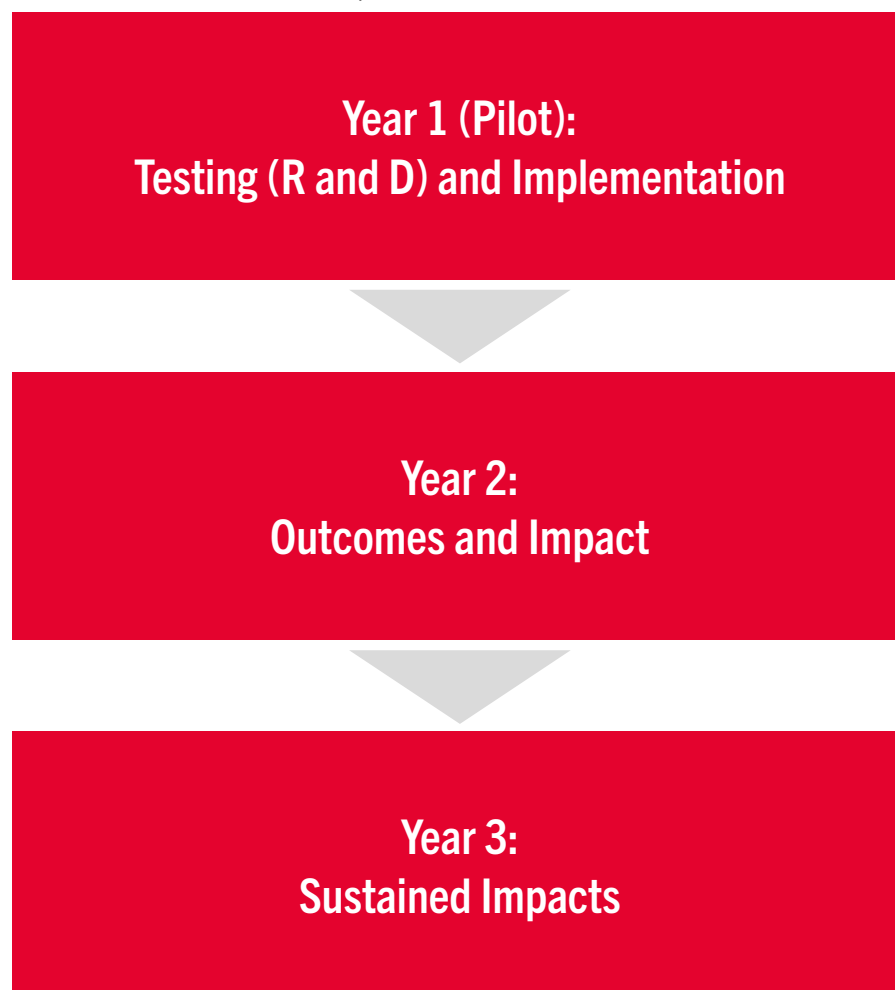 Year 1 (Pilot):
Testing (R and D) and Implementation
Year 2:
Outcomes and Impact
Year 3:
Sustained Impacts